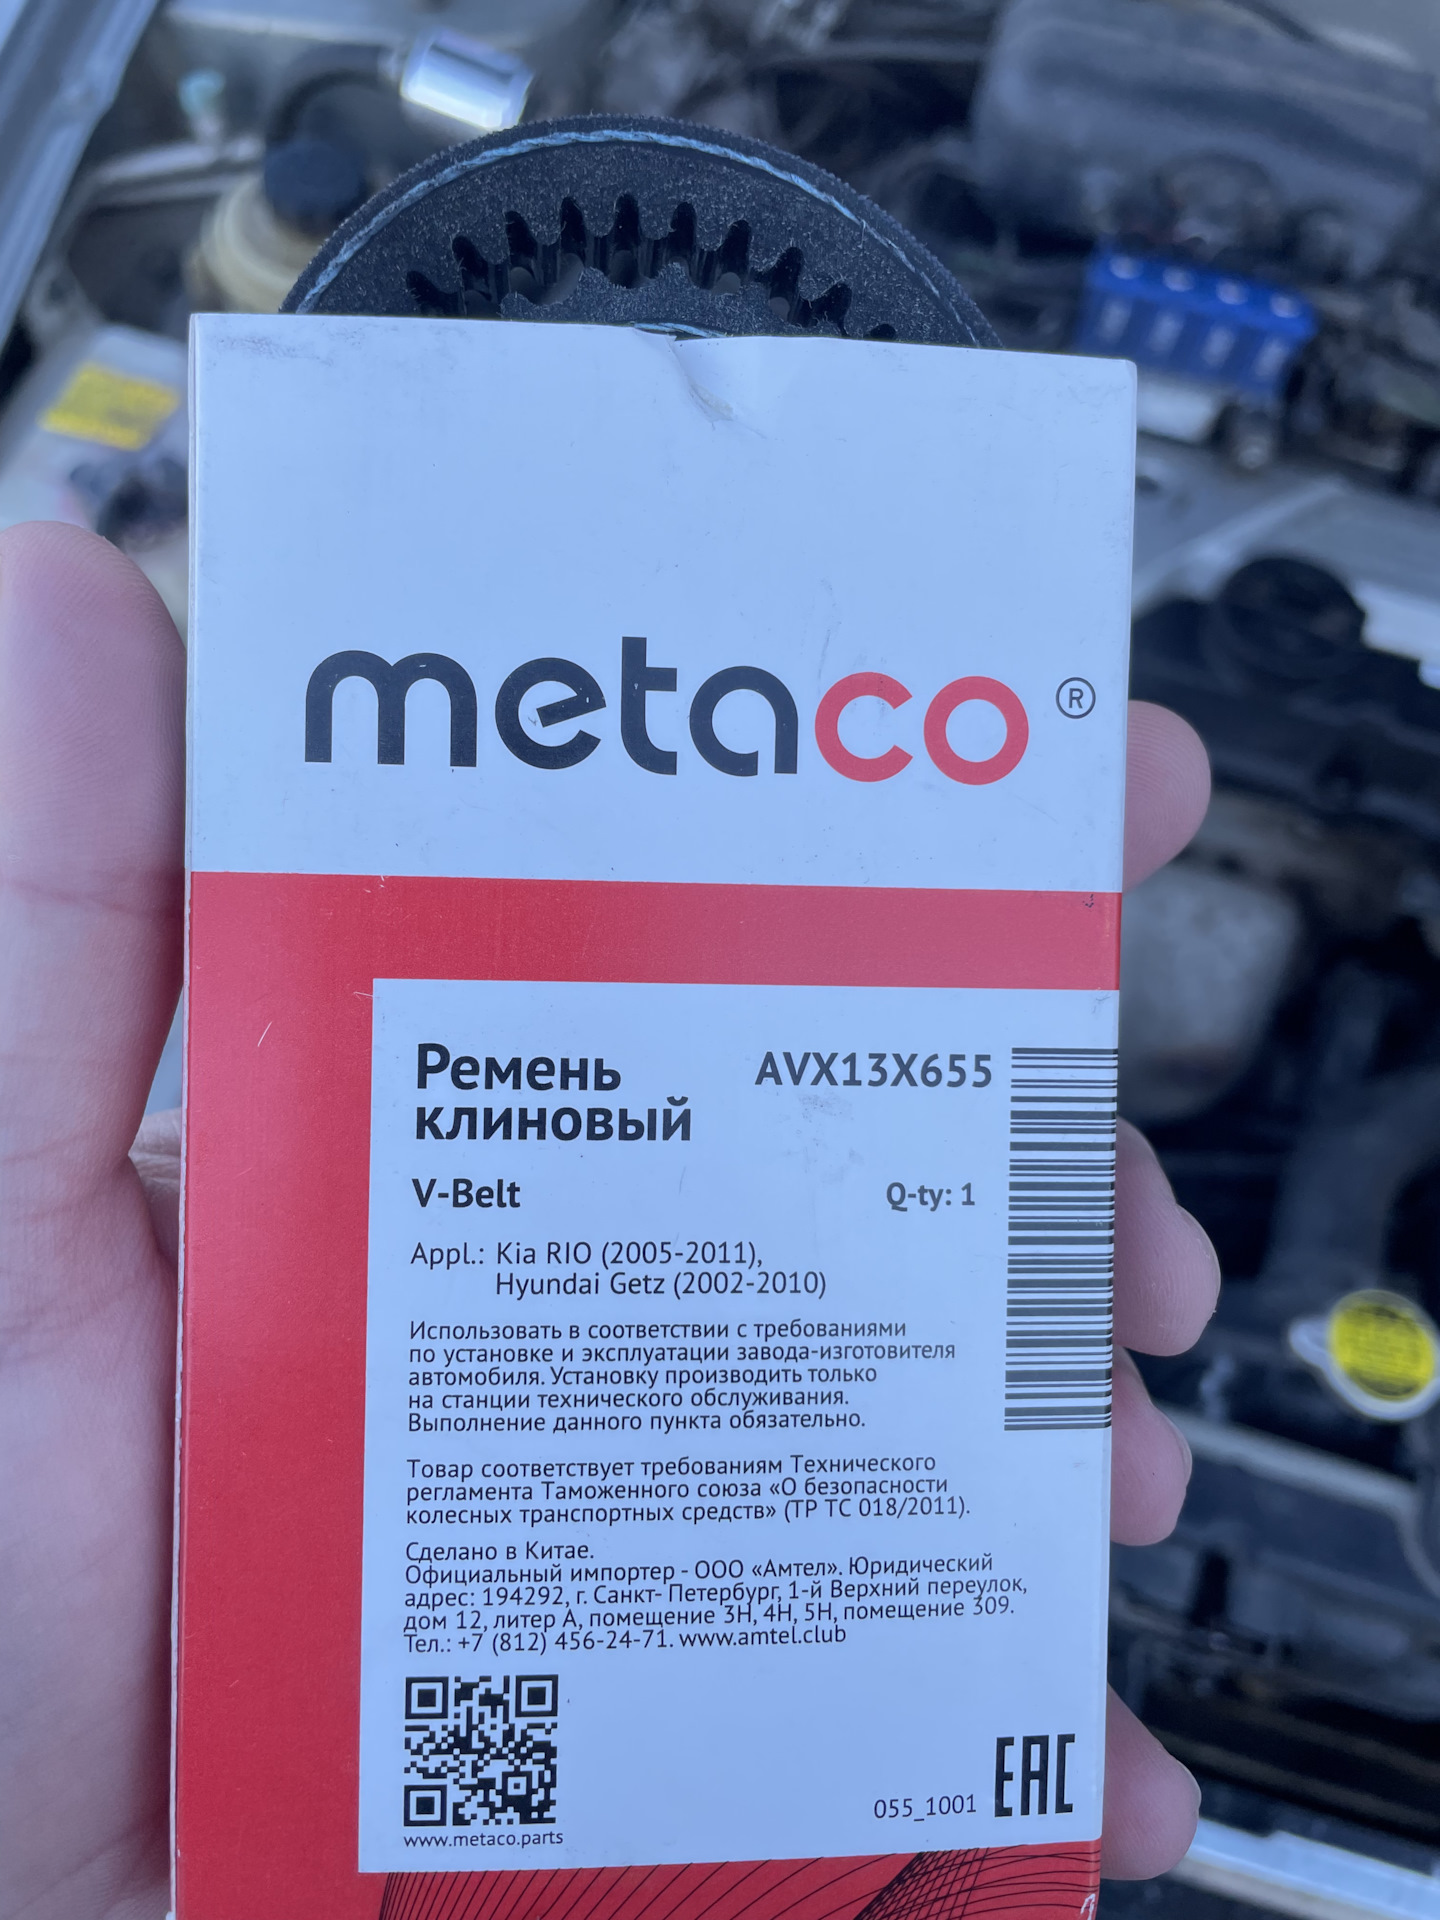 metaco ®
Ремень AVX13X655
клиновый
V-Belt Q-ty: 1
Appl.: Kia RIO (2005-2011),
Hyundai Getz (2002-2010)
Использовать в соответствии с требованиями
по установке и эксплуатации завода-изготовителя
автомобиля. Установку производить только
на станции технического обслуживания.
Выполнение данного пункта обязательно.
Товар соответствует требованиям Технического
регламента Таможенного союза «О безопасности
колесных транспортных средств» (ТР ТС 018/2011).
Сделано в Китае.
Официальный импортер - ООО «Амтел». Юридический
адрес: 194292, г. Санкт- Петербург, 1-й Верхний переулок,
дом 12, литер А, помещение 3Н, 4Н, 5Н, помещение 309.
Тел.: +7 (812) 456-24-71. www.amtel.club
055_1001 EAC
www.metaco.parts